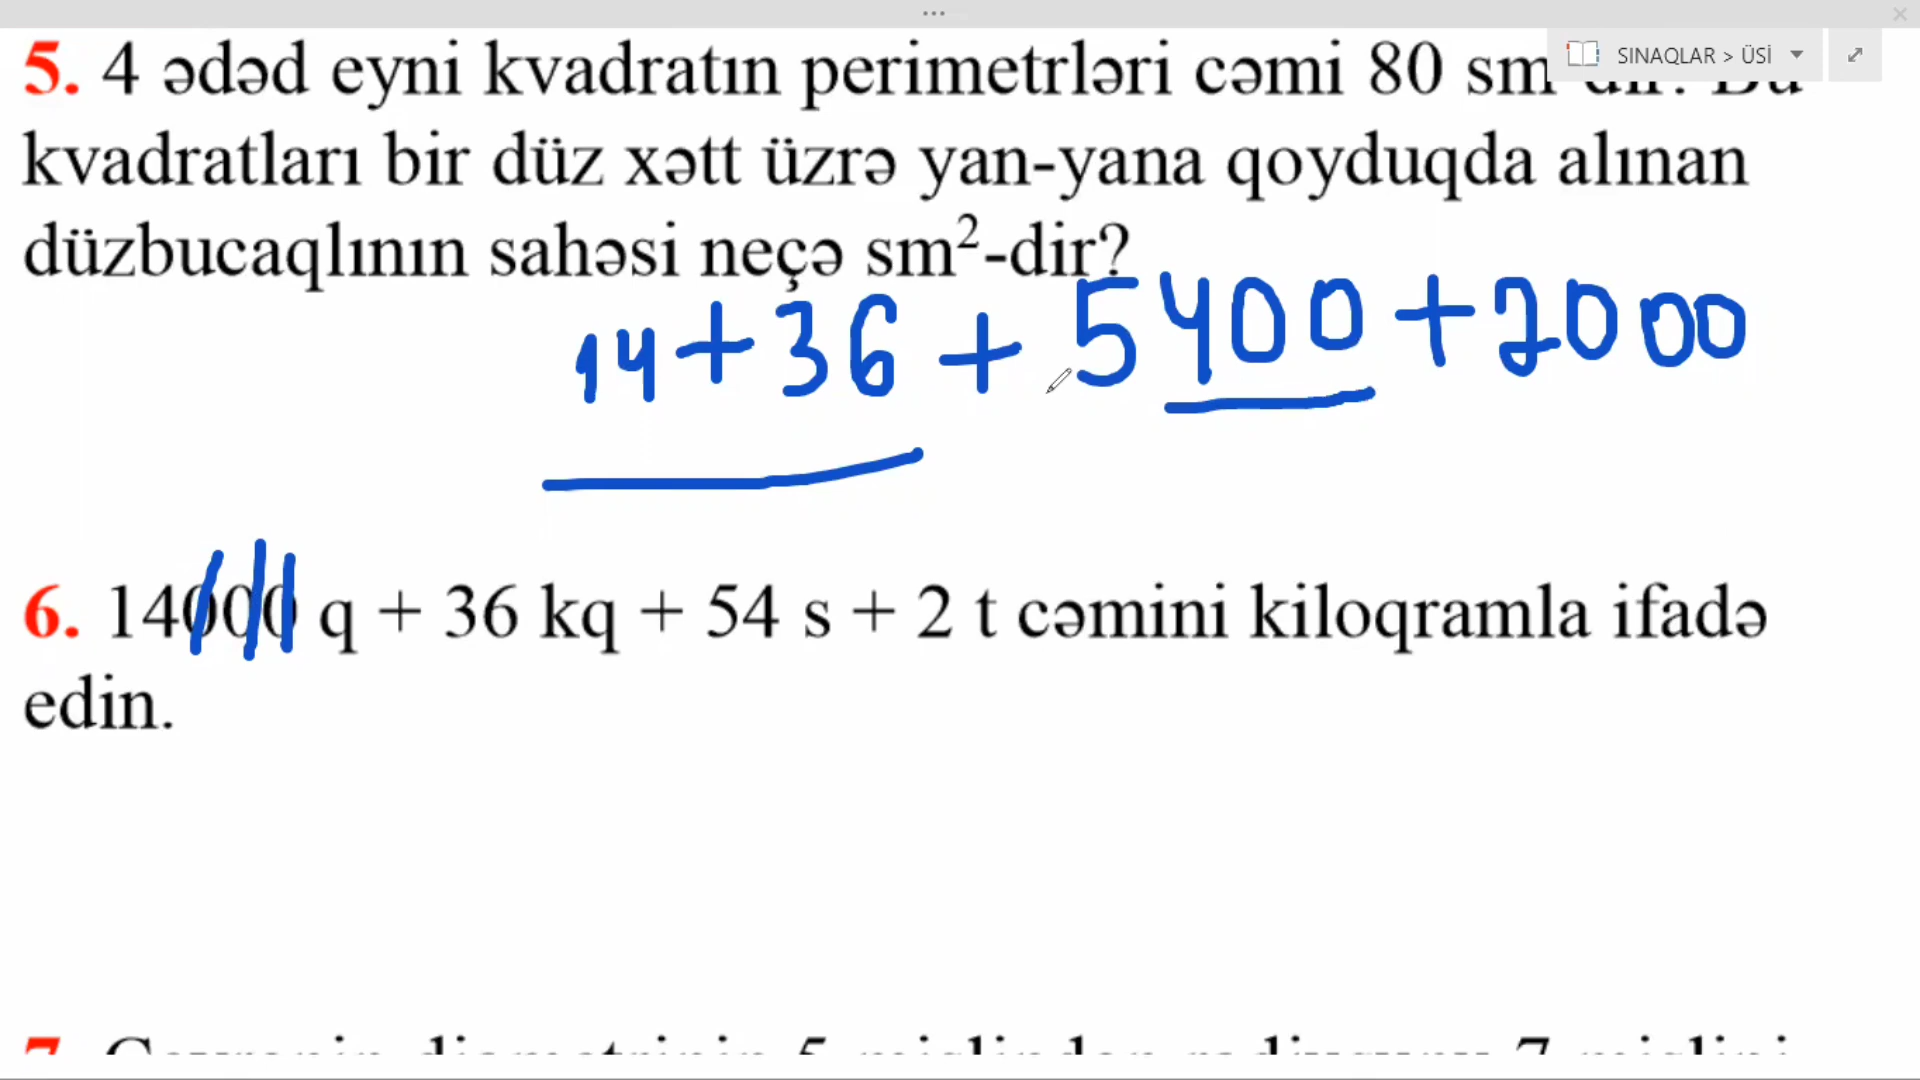 SINAQLAR > ÜSİ
5. 4 ədəd eyni kvadratın perimetrləri cəmi 80 sm
kvadratları bir düz xətt üzrə yan-yana qoyduqda alınan
düzbucaqlının sahəsi neçə sm²-dir?
14+36+5400+2000
6. 14000 q + 36 kq + 54 s + 2 t cəmini kiloqramla ifadə
edin.